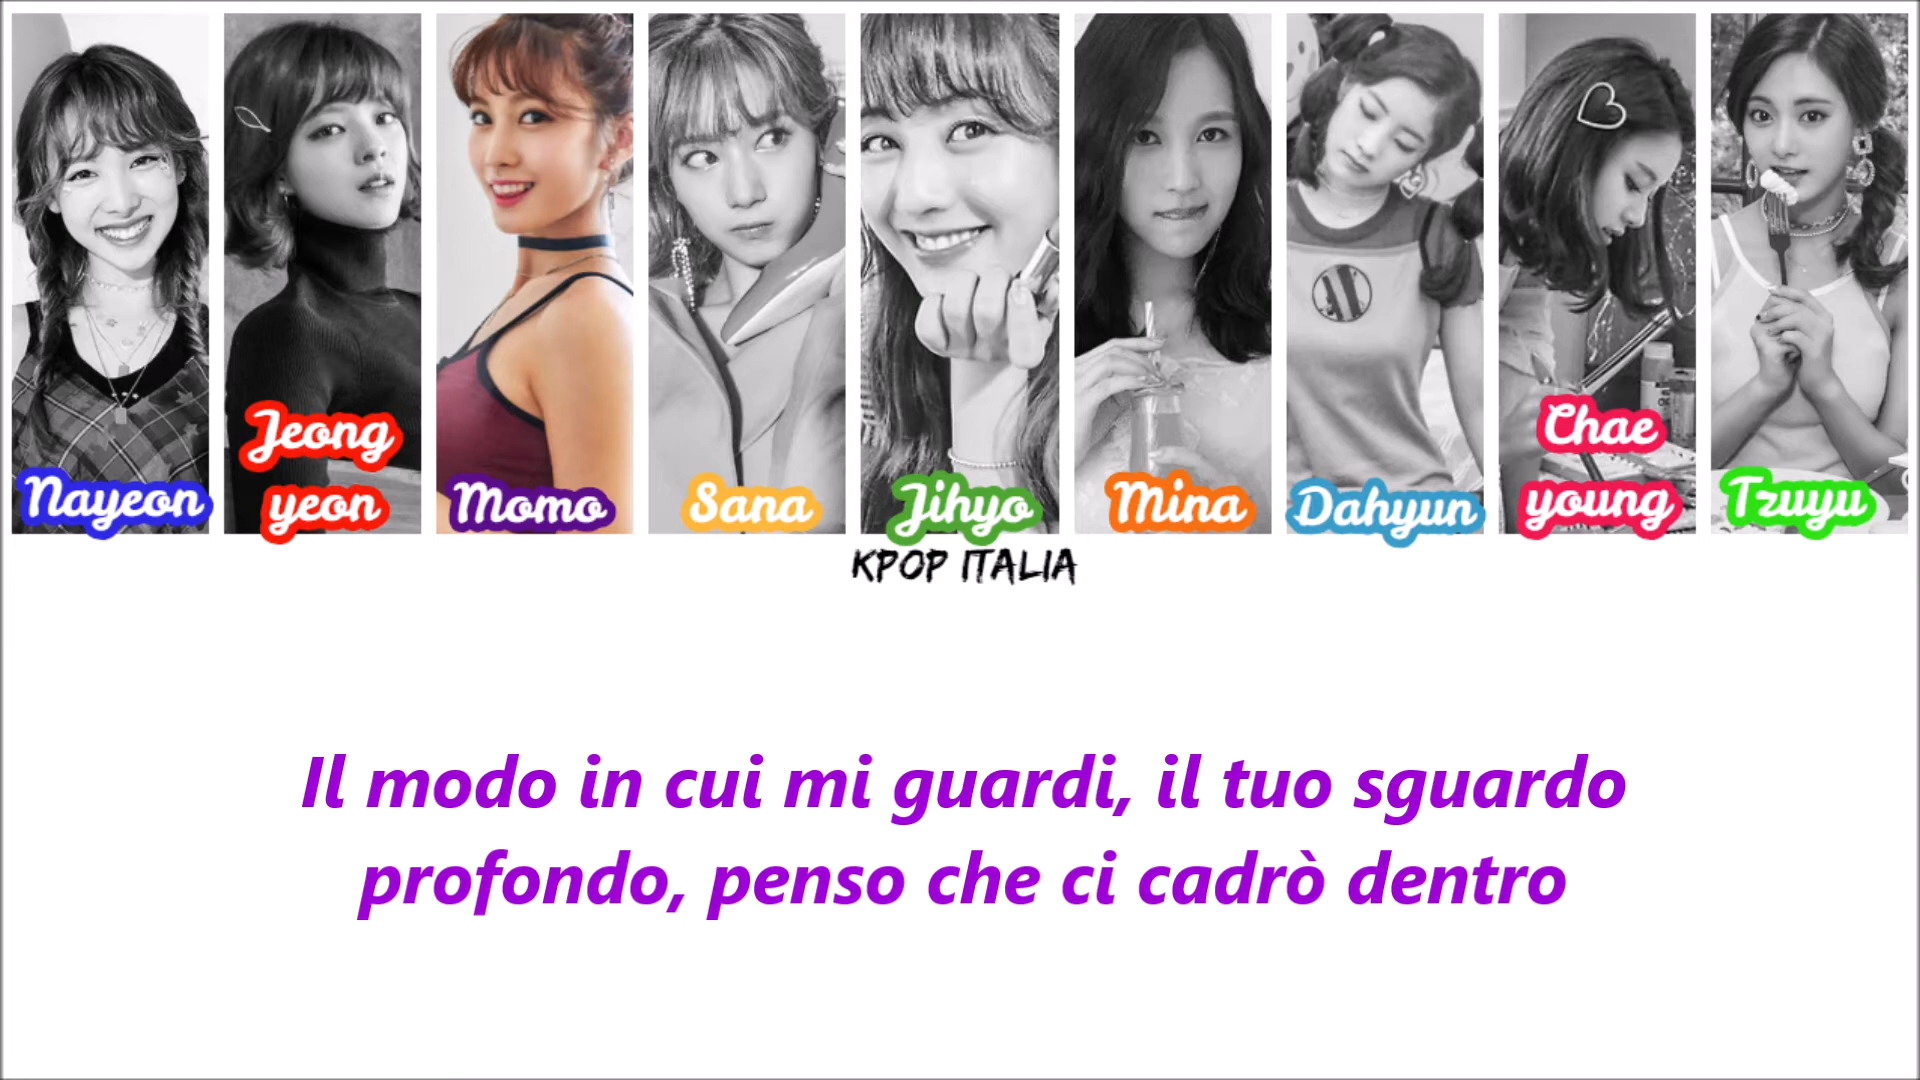 Nayeon
Jeong
yeon
Momo
Sana
Jihyo
Mina
Dahyun
Chae
young
Tzuyu
KPOP ITALIA
Il modo in cui mi guardi, il tuo sguardo
profondo, penso che ci cadrò dentro